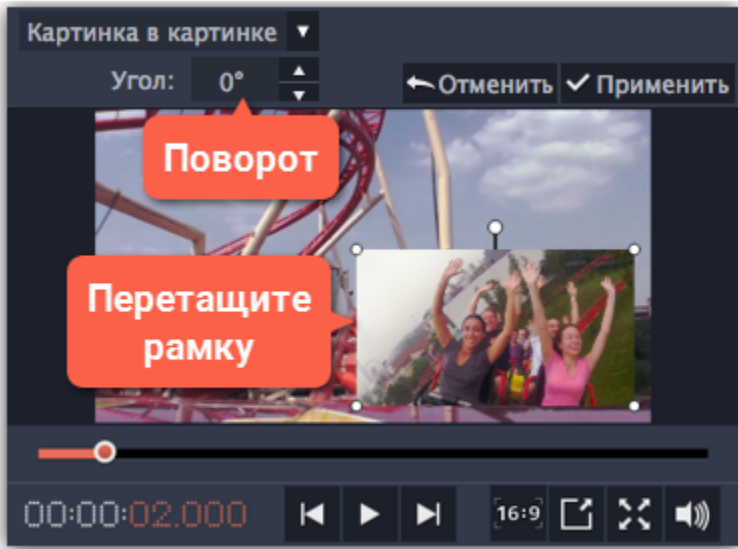 Картинка в картинке
Угол: 0°
Отменить Применить
Поворот
Перетащите
рамку
00:00:02.000
16:9